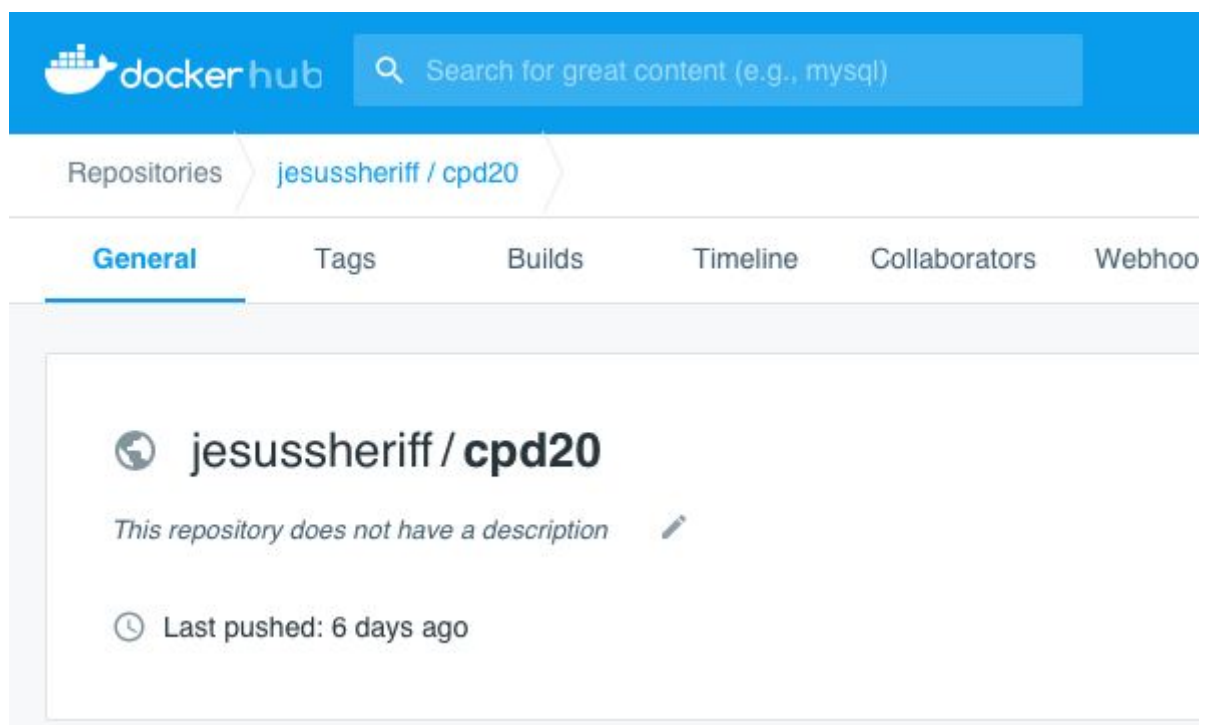 dockerhub Search for great content (e.g., mysql)
Repositories jesussheriff / cpd20
General Tags Builds Timeline Collaborators Webhoo
jesussheriff / cpd20
This repository does not have a description
Last pushed: 6 days ago